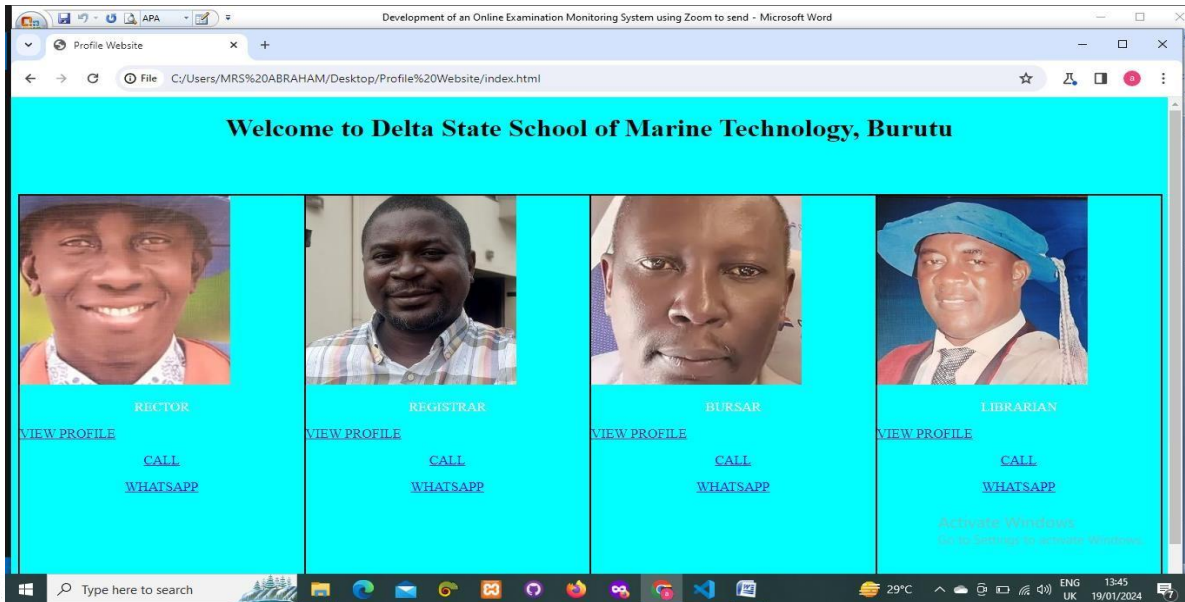 APA
Development of an Online Examination Monitoring System using Zoom to send - Microsoft Word
Profile Website
File C:/Users/MRS%20ABRAHAM/Desktop/Profile%20Website/index.html
a
Welcome to Delta State School of Marine Technology, Burutu
RECTOR REGISTRAR BURSAR LIBRARIAN
VIEW PROFILE VIEW PROFILE VIEW PROFILE VIEW PROFILE
CALL CALL CALL CALL
WHATSAPP WHATSAPP WHATSAPP WHATSAPP
Activate Windows
Go to Settings to activate Windows.
Type here to search 29°C ENG 13:45
UK 19/01/2024 7